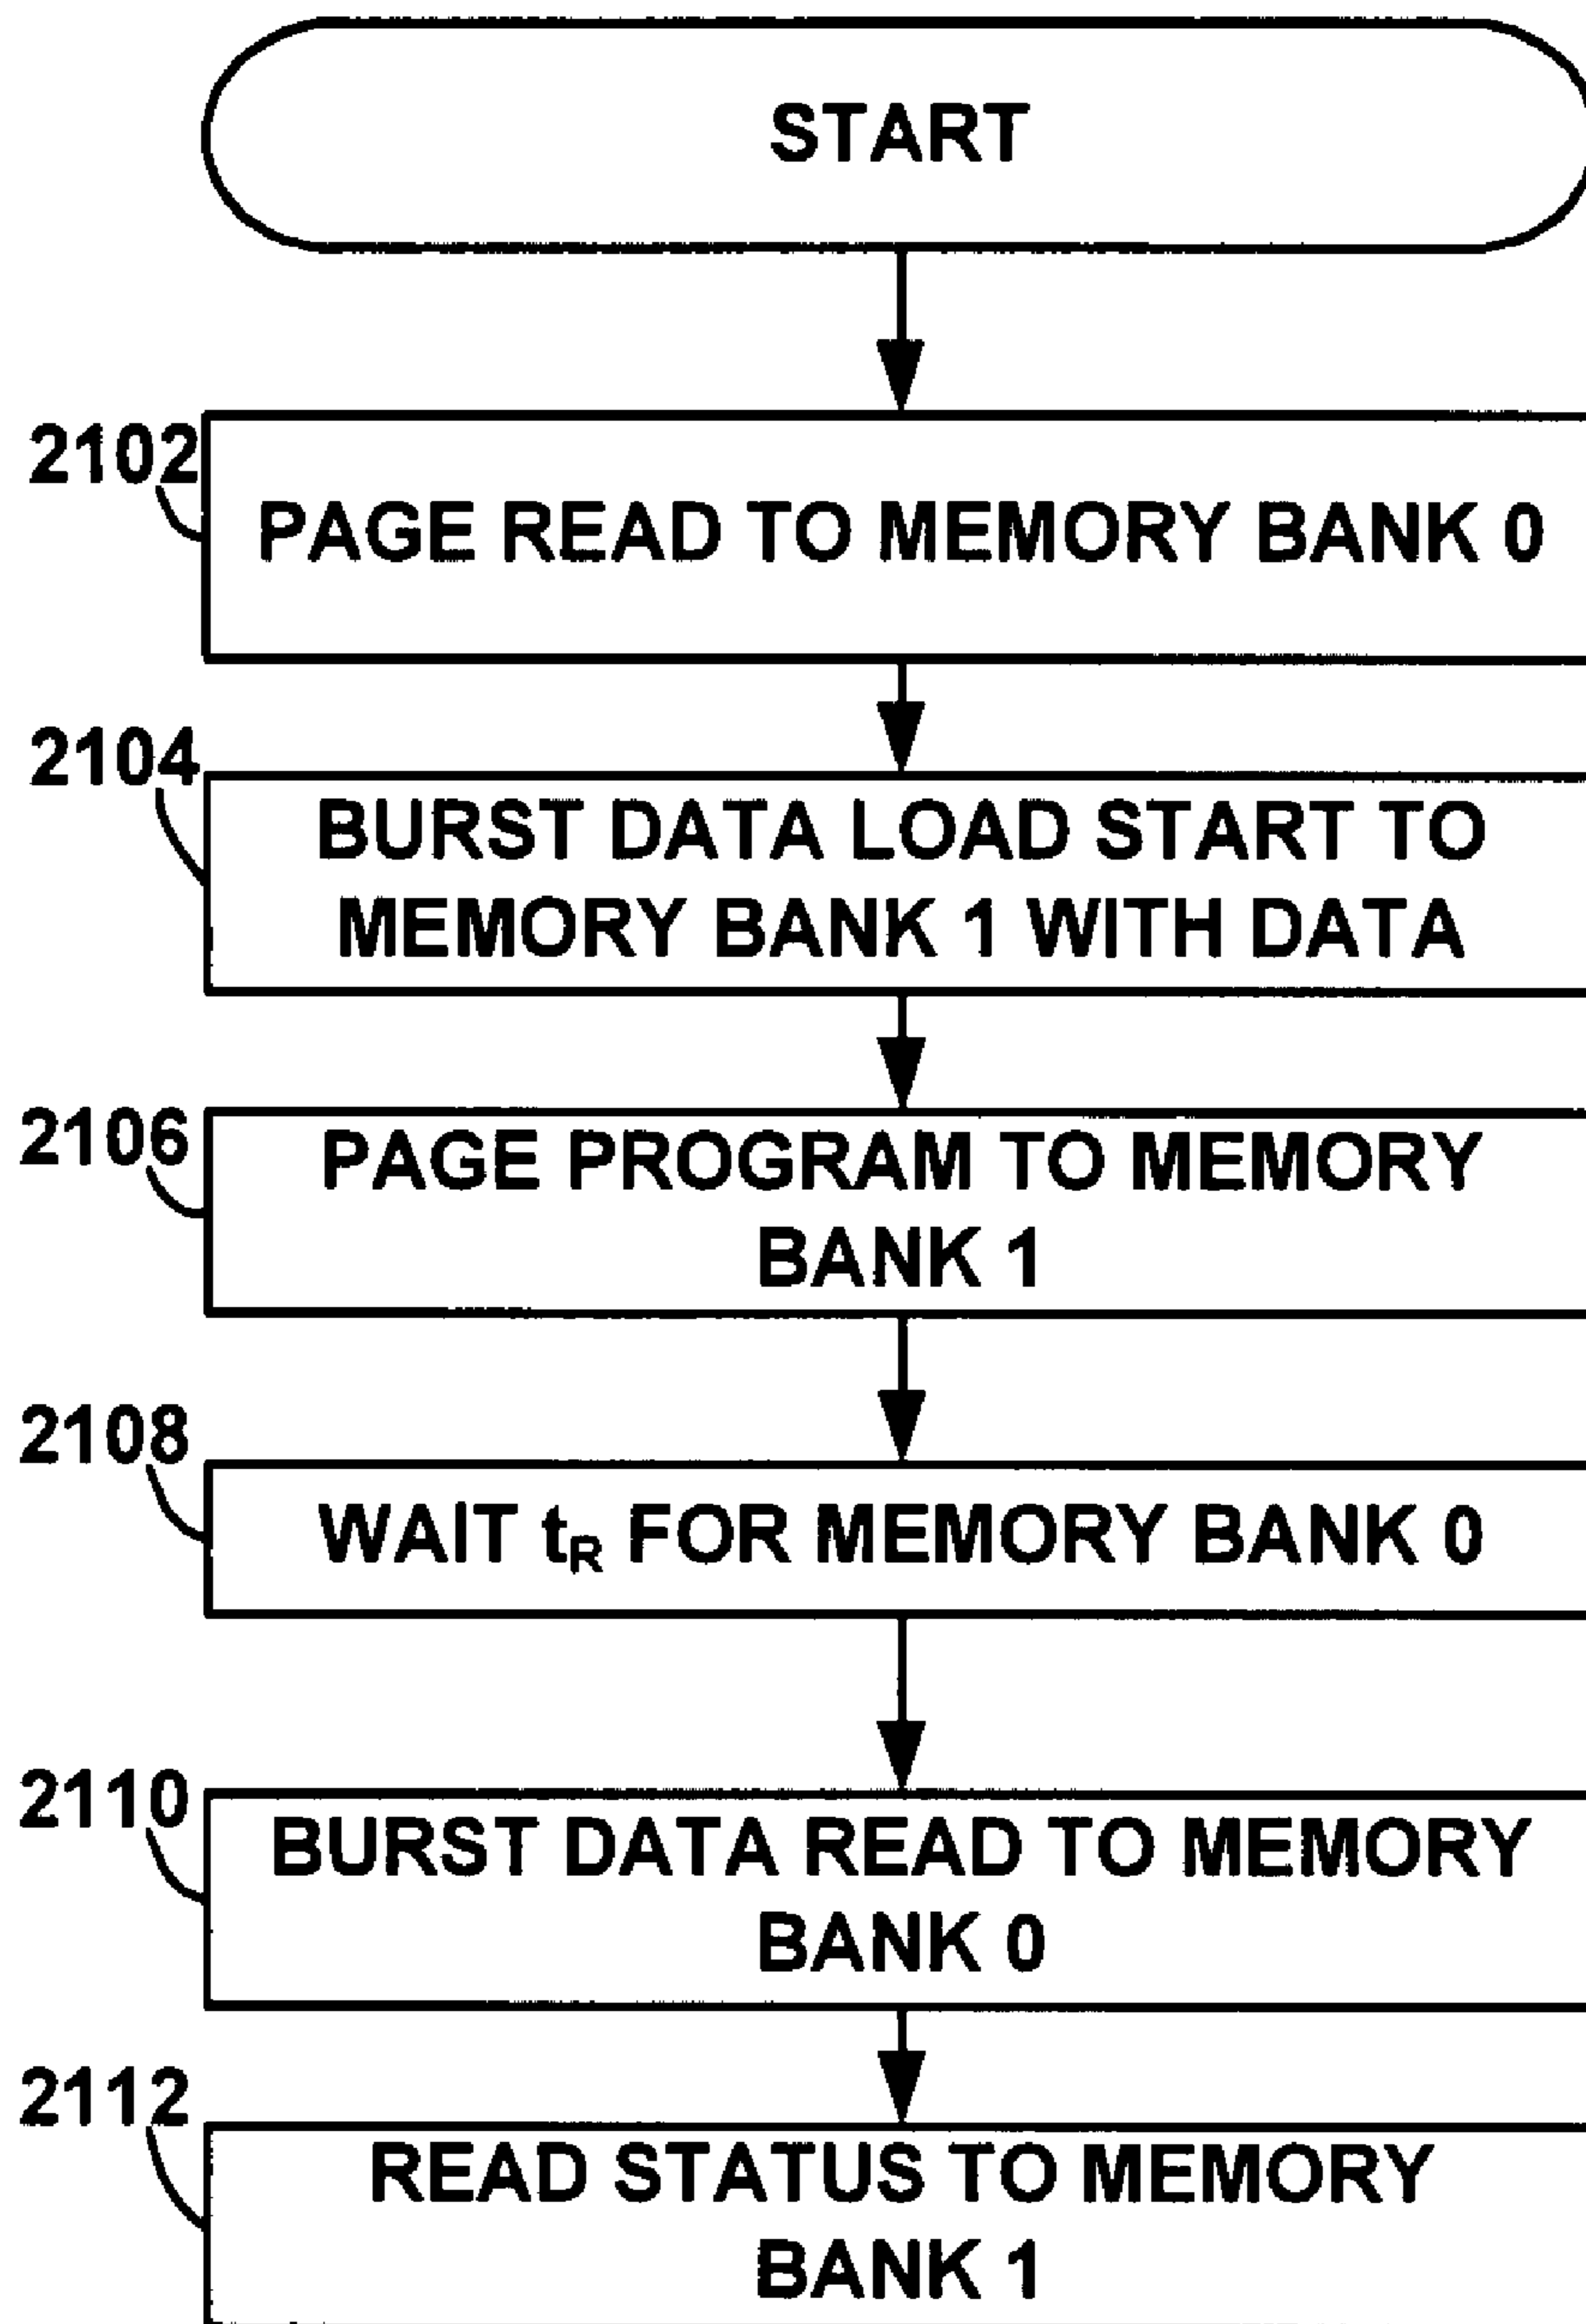 START
2102
PAGE READ TO MEMORY BANK 0
2104
BURST DATA LOAD START TO
MEMORY BANK 1 WITH DATA
2106
PAGE PROGRAM TO MEMORY
BANK 1
2108
WAIT tR FOR MEMORY BANK 0
2110
BURST DATA READ TO MEMORY
BANK 0
2112
READ STATUS TO MEMORY
BANK 1